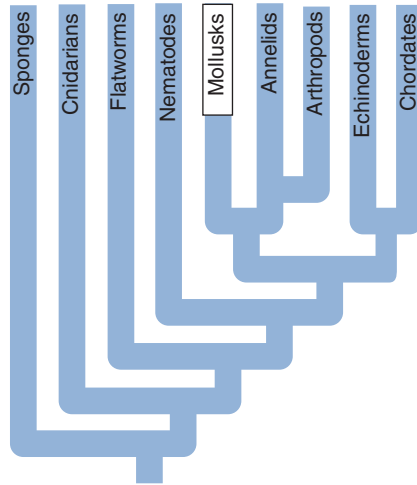 Sponges
Cnidarians
Flatworms
Nematodes
Mollusks
Annelids
Arthropods
Echinoderms
Chordates